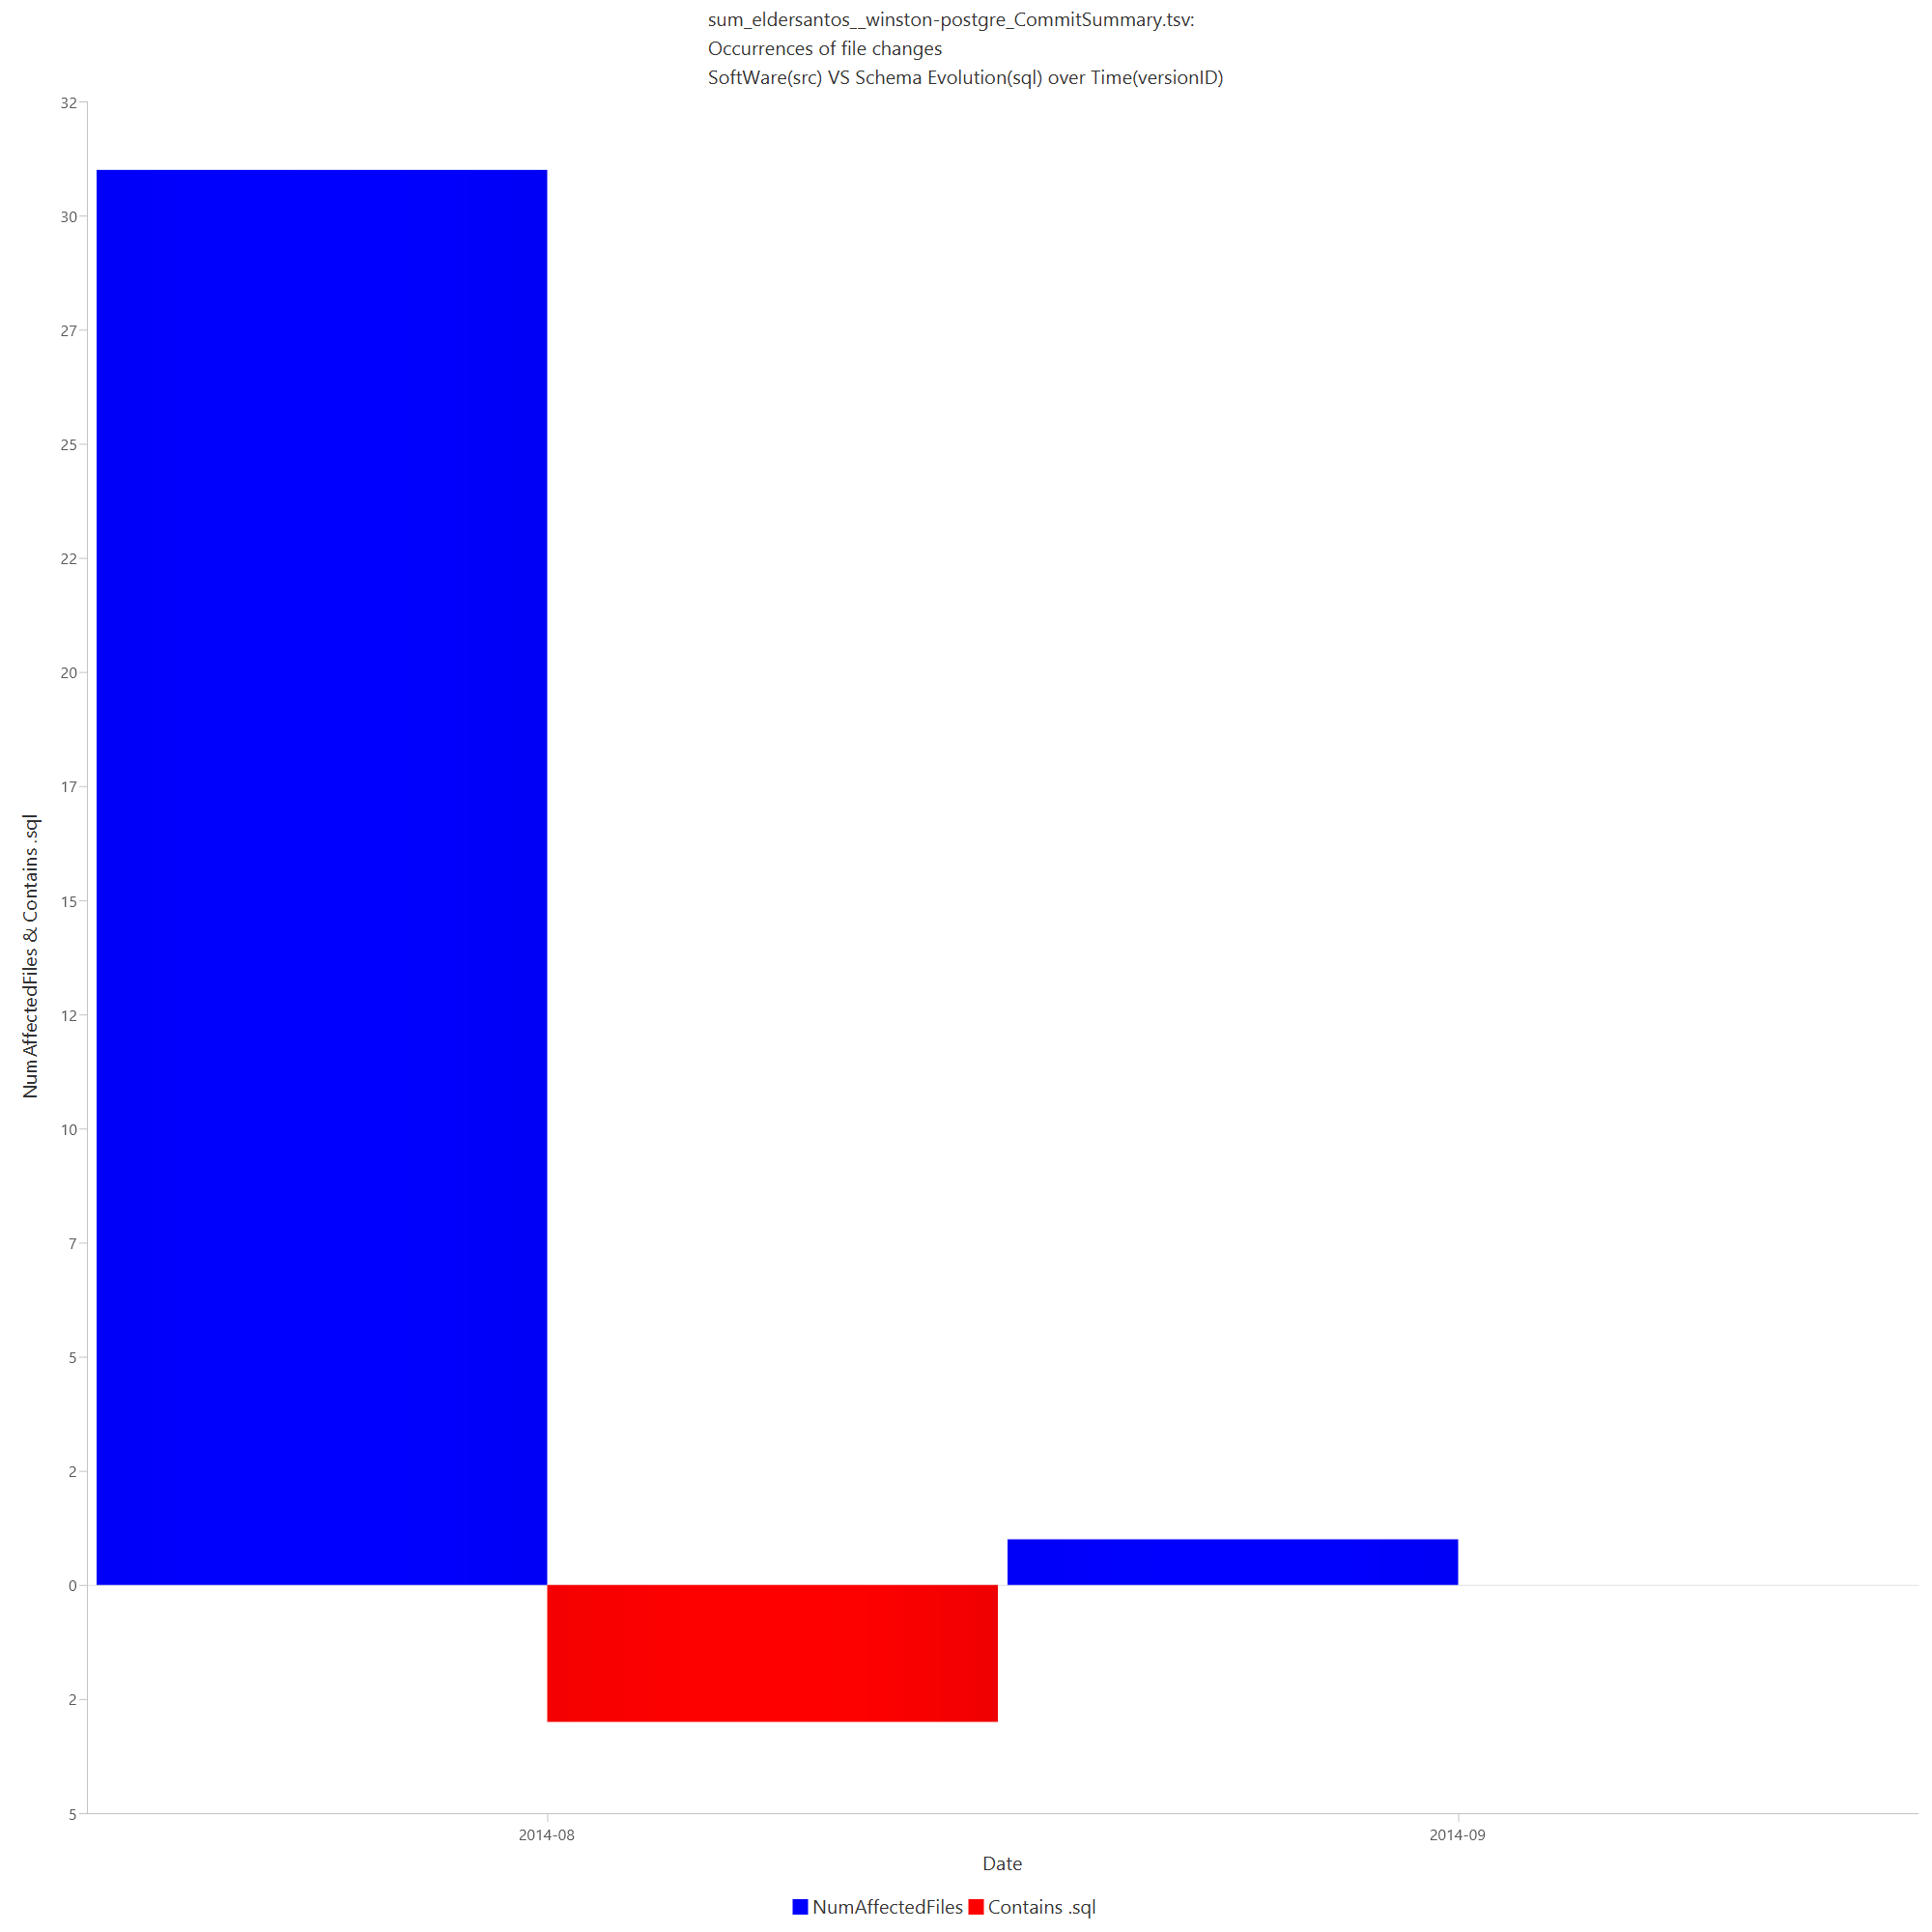 sum_eldersantos__winston-postgre_CommitSummary.tsv:
Occurrences of file changes
SoftWare(src) VS Schema Evolution(sql) over Time(versionID)
32
30
27
25
22
20
17
15
12
10
7
5
2
0
2
5
NumAffectedFiles & Contains .sql
2014-08
2014-09
Date
NumAffectedFiles
Contains .sql